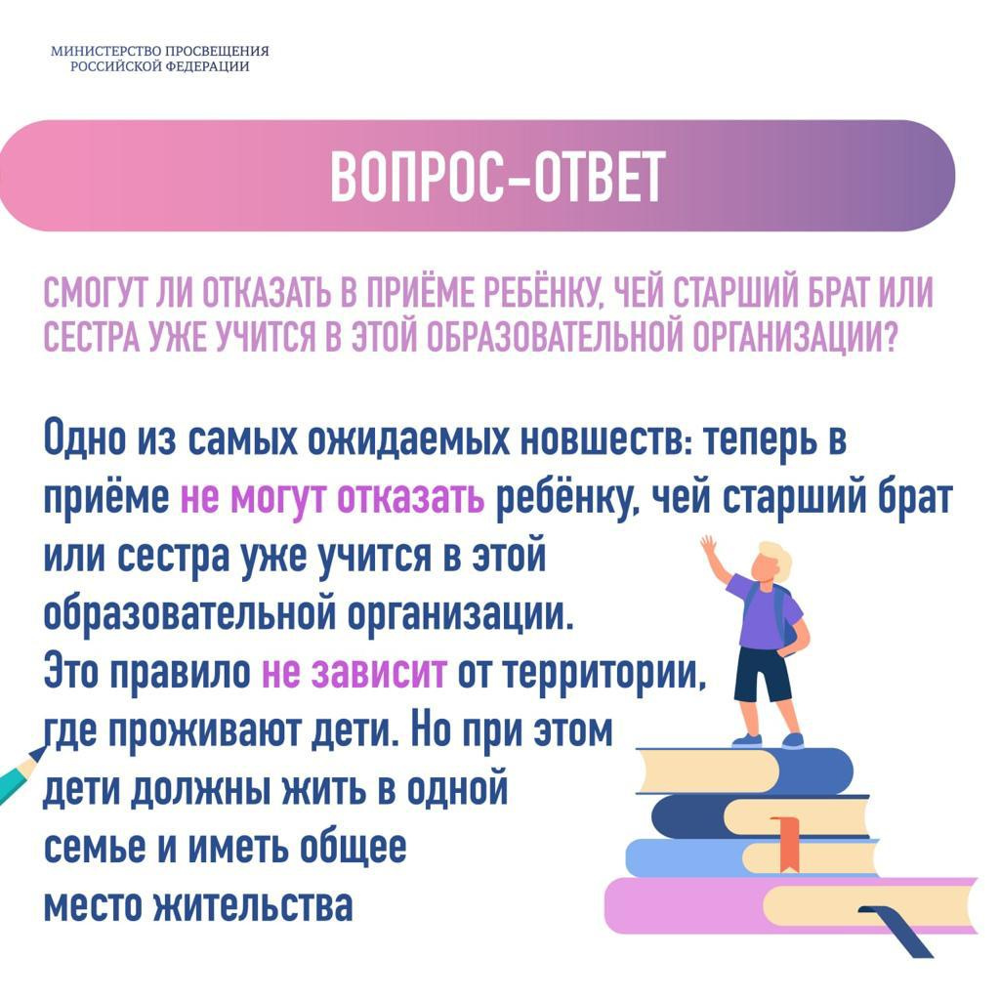 МИНИСТЕРСТВО ПРОСВЕЩЕНИЯ
РОССИЙСКОЙ ФЕДЕРАЦИИ
ВОПРОС-ОТВЕТ
СМОГУТ ЛИ ОТКАЗАТЬ В ПРИЁМЕ РЕБЁНКУ, ЧЕЙ СТАРШИЙ БРАТ ИЛИ
СЕСТРА УЖЕ УЧИТСЯ В ЭТОЙ ОБРАЗОВАТЕЛЬНОЙ ОРГАНИЗАЦИИ?
Одно из самых ожидаемых новшеств: теперь в
приёме не могут отказать ребёнку, чей старший брат
или сестра уже учится в этой
образовательной организации.
Это правило не зависит от территории,
где проживают дети. Но при этом
дети должны жить в одной
семье и иметь общее
место жительства